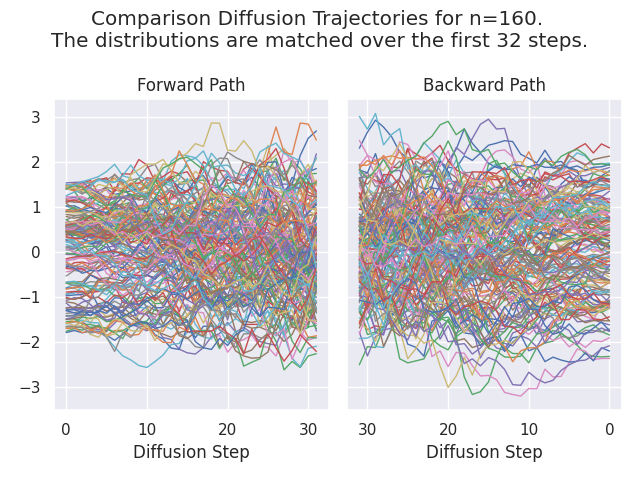 Comparison Diffusion Trajectories for n=160.
The distributions are matched over the first 32 steps.
Forward Path
Backward Path
3
2
1
0
−1
−2
−3
0 10 20 30
30 20 10 0
Diffusion Step
Diffusion Step